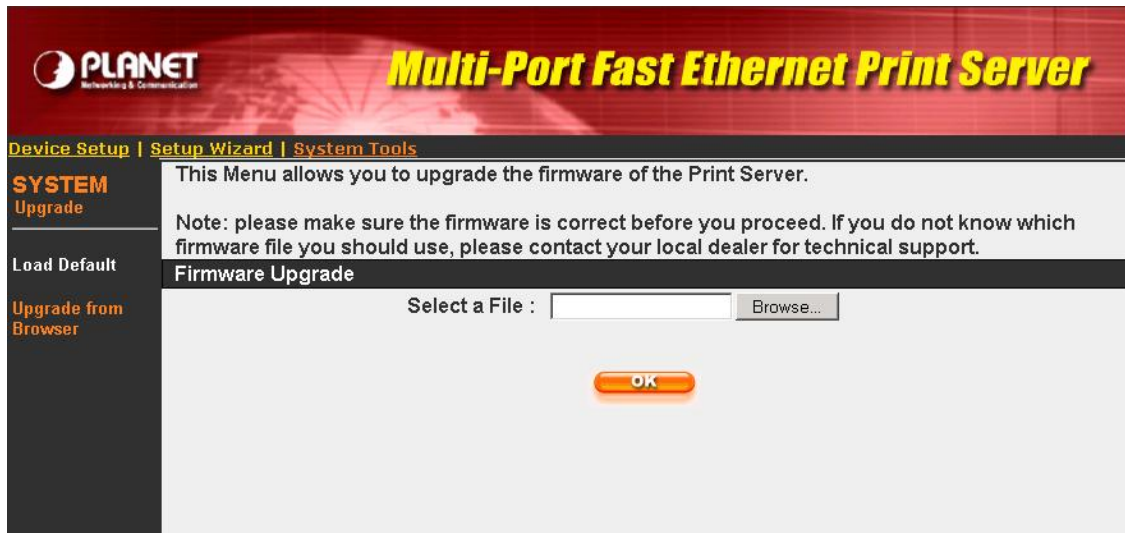 PLANET
Networking & Communication
Multi-Port Fast Ethernet Print Server
Device Setup | Setup Wizard | System Tools
SYSTEM
Upgrade
Load Default
Upgrade from
Browser
This Menu allows you to upgrade the firmware of the Print Server.
Note: please make sure the firmware is correct before you proceed. If you do not know which
firmware file you should use, please contact your local dealer for technical support.
Firmware Upgrade
Select a File :
Browse...
OK